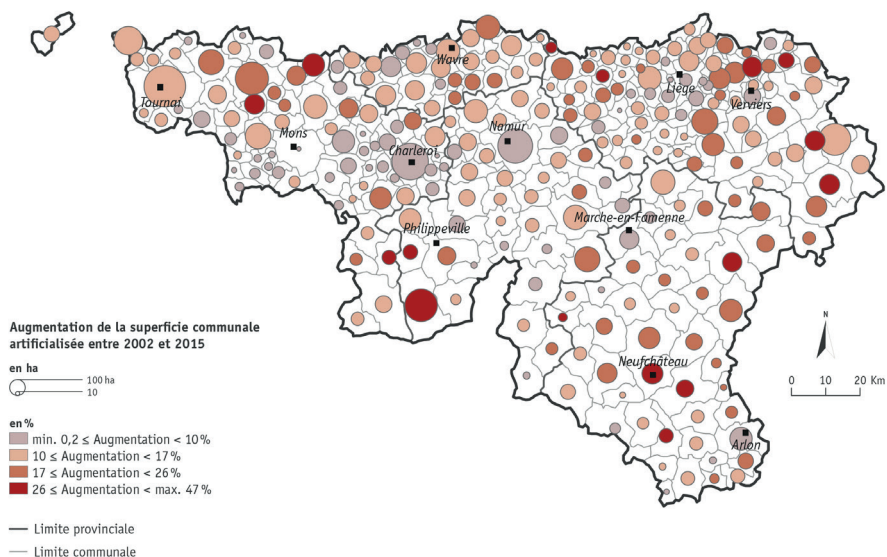 Wavre
Tournai
Liège
Verviers
Mons
Namur
Charleroi
Marche-en-Famenne
Philippeville
Neufchâteau
Arlon
N
0 10 20 Km
Augmentation de la superficie communale
artificialisée entre 2002 et 2015
en ha
100 ha
10
en %
min. 0,2 ≤ Augmentation < 10 %
10 ≤ Augmentation < 17 %
17 ≤ Augmentation < 26 %
26 ≤ Augmentation < max. 47 %
Limite provinciale
Limite communale